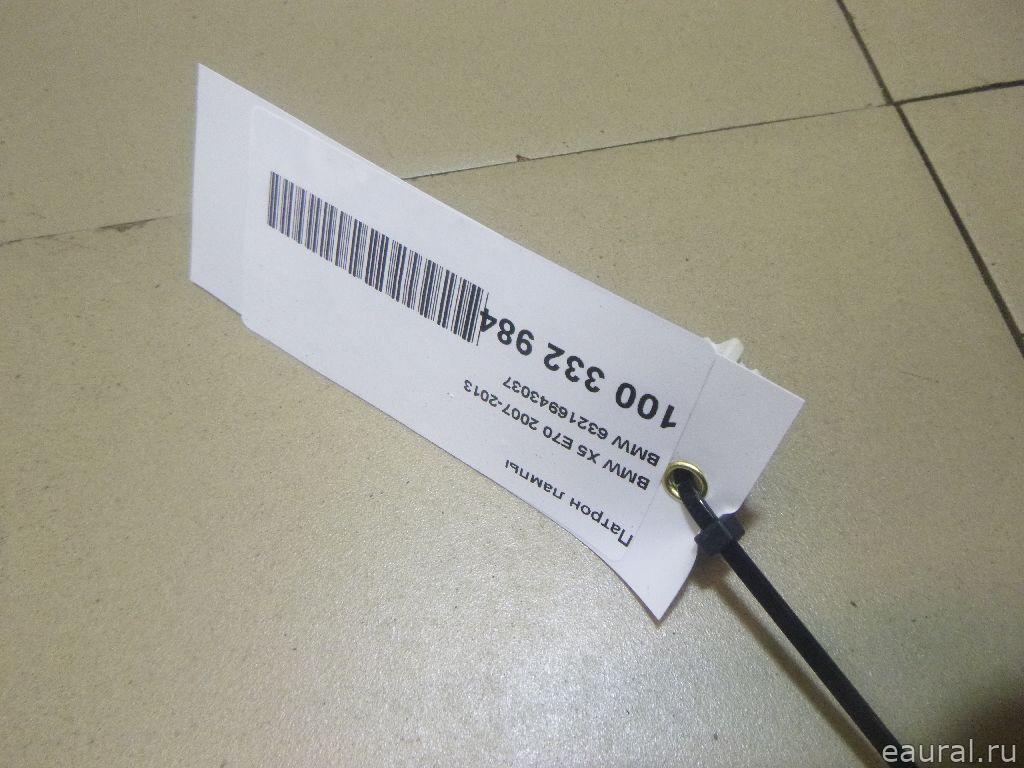 Патрон лампы
BMW X5 E70 2007-2013
BMW 63216943037
100 332 984
eaural.ru